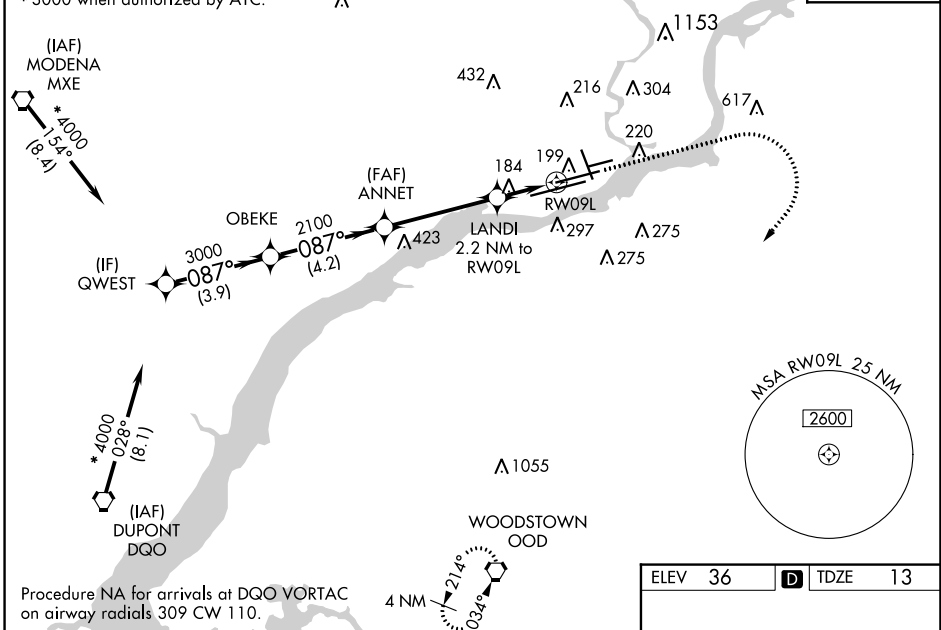 * 3000 when authorized by ATC.
1153
(IAF)
MODENA
MXE
432
216
304
617
* 4000
154°
(8.4)
220
199
184
(FAF)
ANNET
RW09L
OBEKE
2100
087°
(4.2)
LANDI
2.2 NM to
RW09L
423
297
275
275
3000
087°
(3.9)
(IF)
QWEST
MSA RW09L 25 NM
2600
* 4000
028°
(8.1)
1055
(IAF)
DUPONT
DQO
WOODSTOWN
OOD
214°
034°
4 NM
Procedure NA for arrivals at DQO VORTAC
on airway radials 309 CW 110.
ELEV 36 D TDZE 13